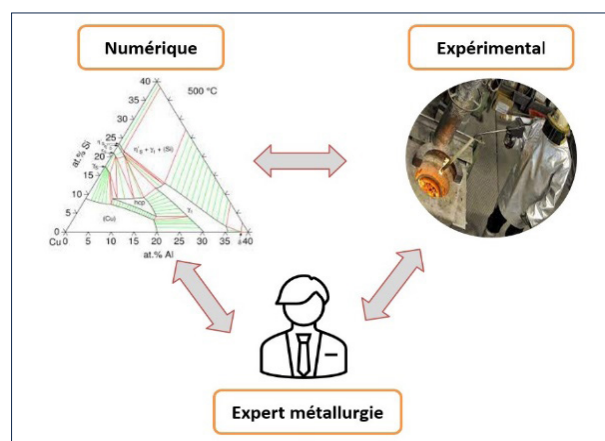 Numérique
Expérimental
500 °C
40
35
30
25
20
15
10
5
0
at.% Si
(Cu)
hcp
Cu 0
5
10
15
20
25
30
35
40
at.% Al
Expert métallurgie